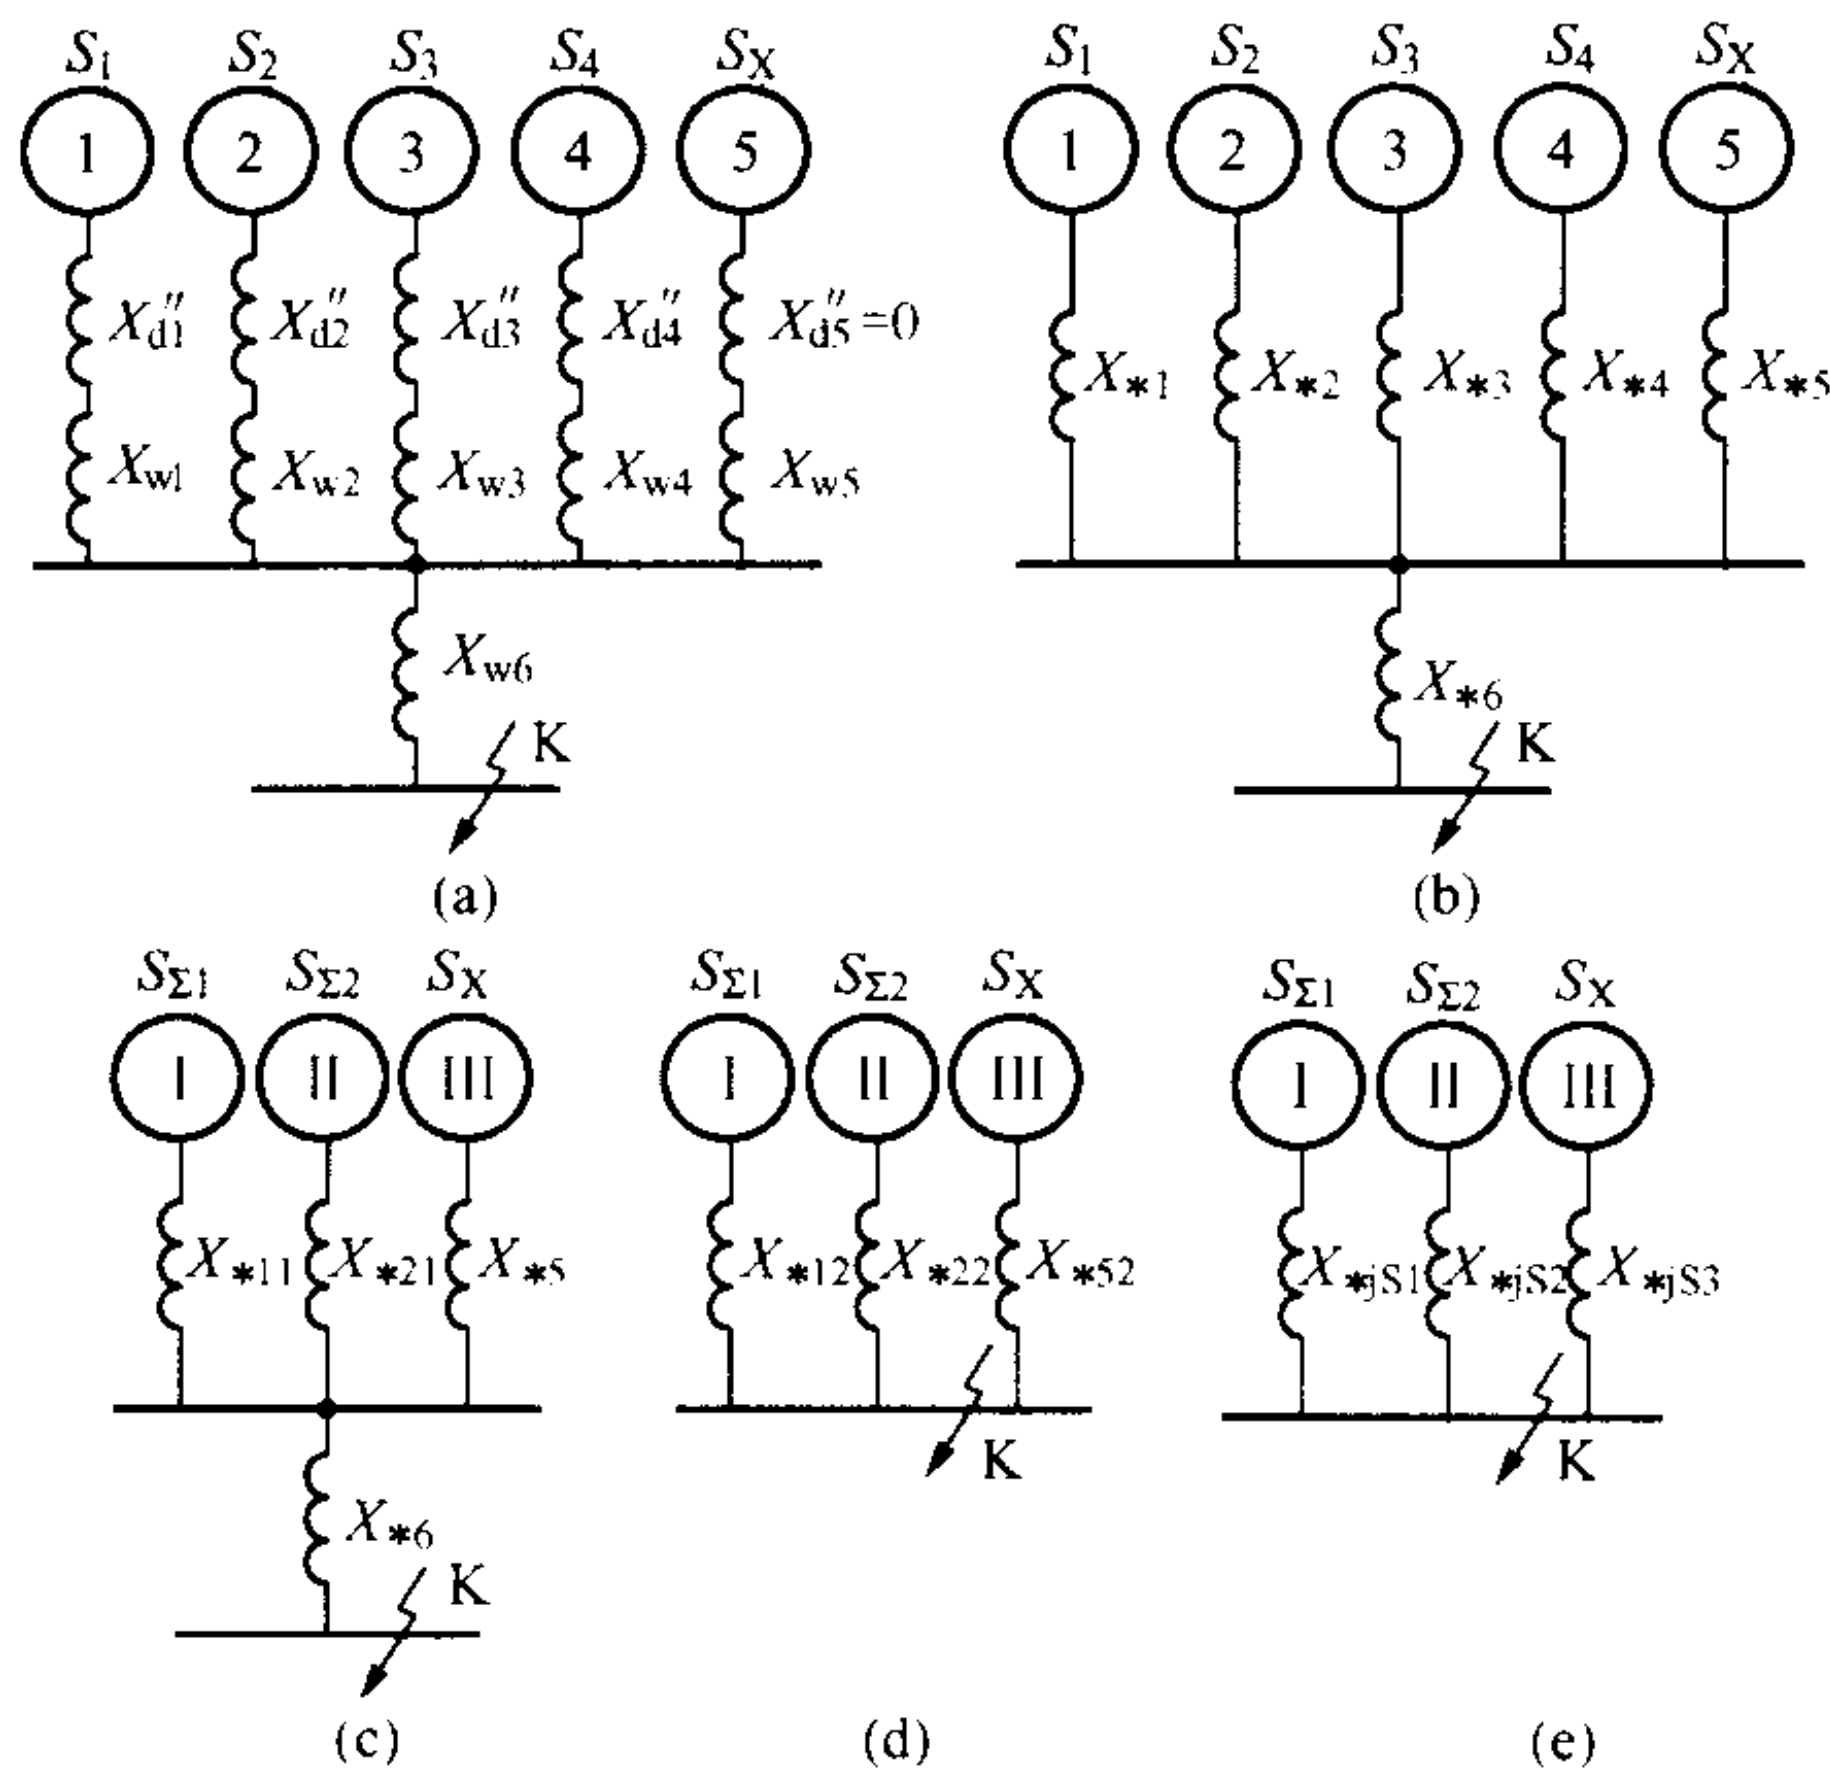 S1 S2 S3 S4 SX
1 2 3 4 5
X″d1 X″d2 X″d3 X″d4 X″d5=0
Xw1 Xw2 Xw3 Xw4 Xw5
Xw6
K
(a)
S1 S2 S3 S4 SX
1 2 3 4 5
X*1 X*2 X*3 X*4 X*5
X*6
K
(b)
SΣ1 SΣ2 SX
I II III
X*11 X*21 X*5
X*6
K
(c)
SΣ1 SΣ2 SX
I II III
X*12 X*22 X*52
K
(d)
SΣ1 SΣ2 SX
I II III
X*jS1 X*jS2 X*jS3
K
(e)